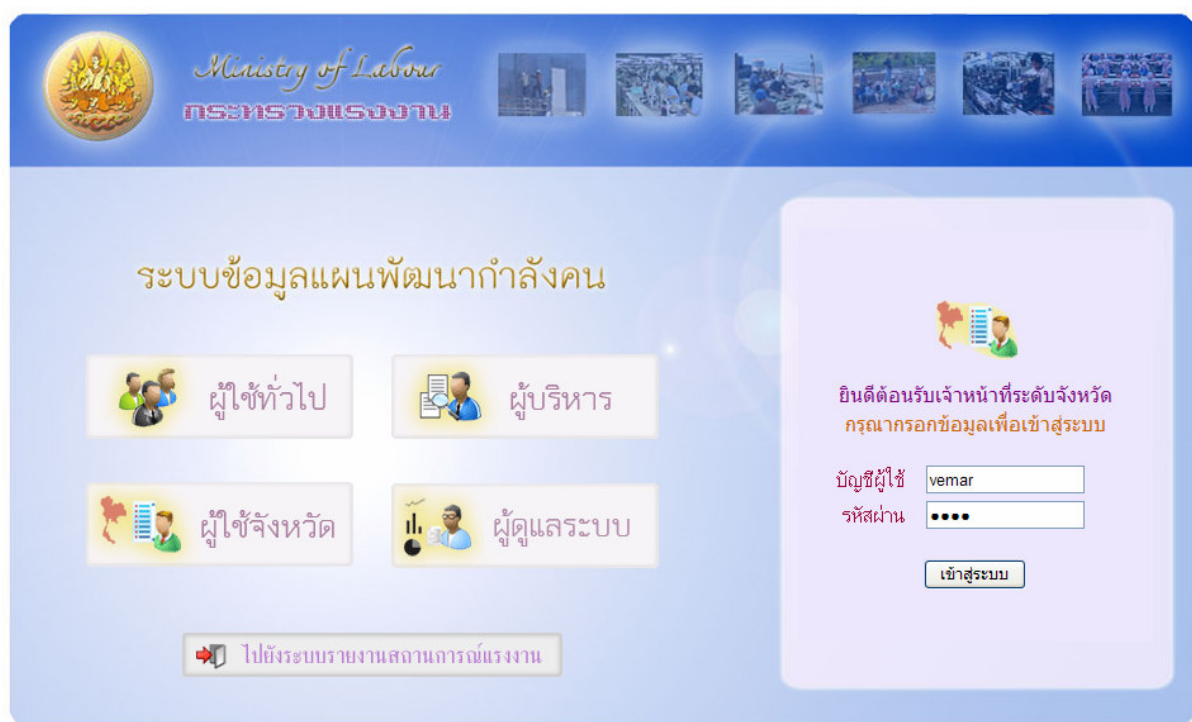 Ministry of Labour
กระทรวงแรงงาน
ระบบข้อมูลแผนพัฒนากำลังคน
ผู้ใช้ทั่วไป
ผู้บริหาร
ผู้ใช้จังหวัด
ผู้ดูแลระบบ
ไปยังระบบรายงานสถานการณ์แรงงาน
ยินดีต้อนรับเจ้าหน้าที่ระดับจังหวัด
กรุณากรอกข้อมูลเพื่อเข้าสู่ระบบ
บัญชีผู้ใช้ vemar
รหัสผ่าน ••••
เข้าสู่ระบบ